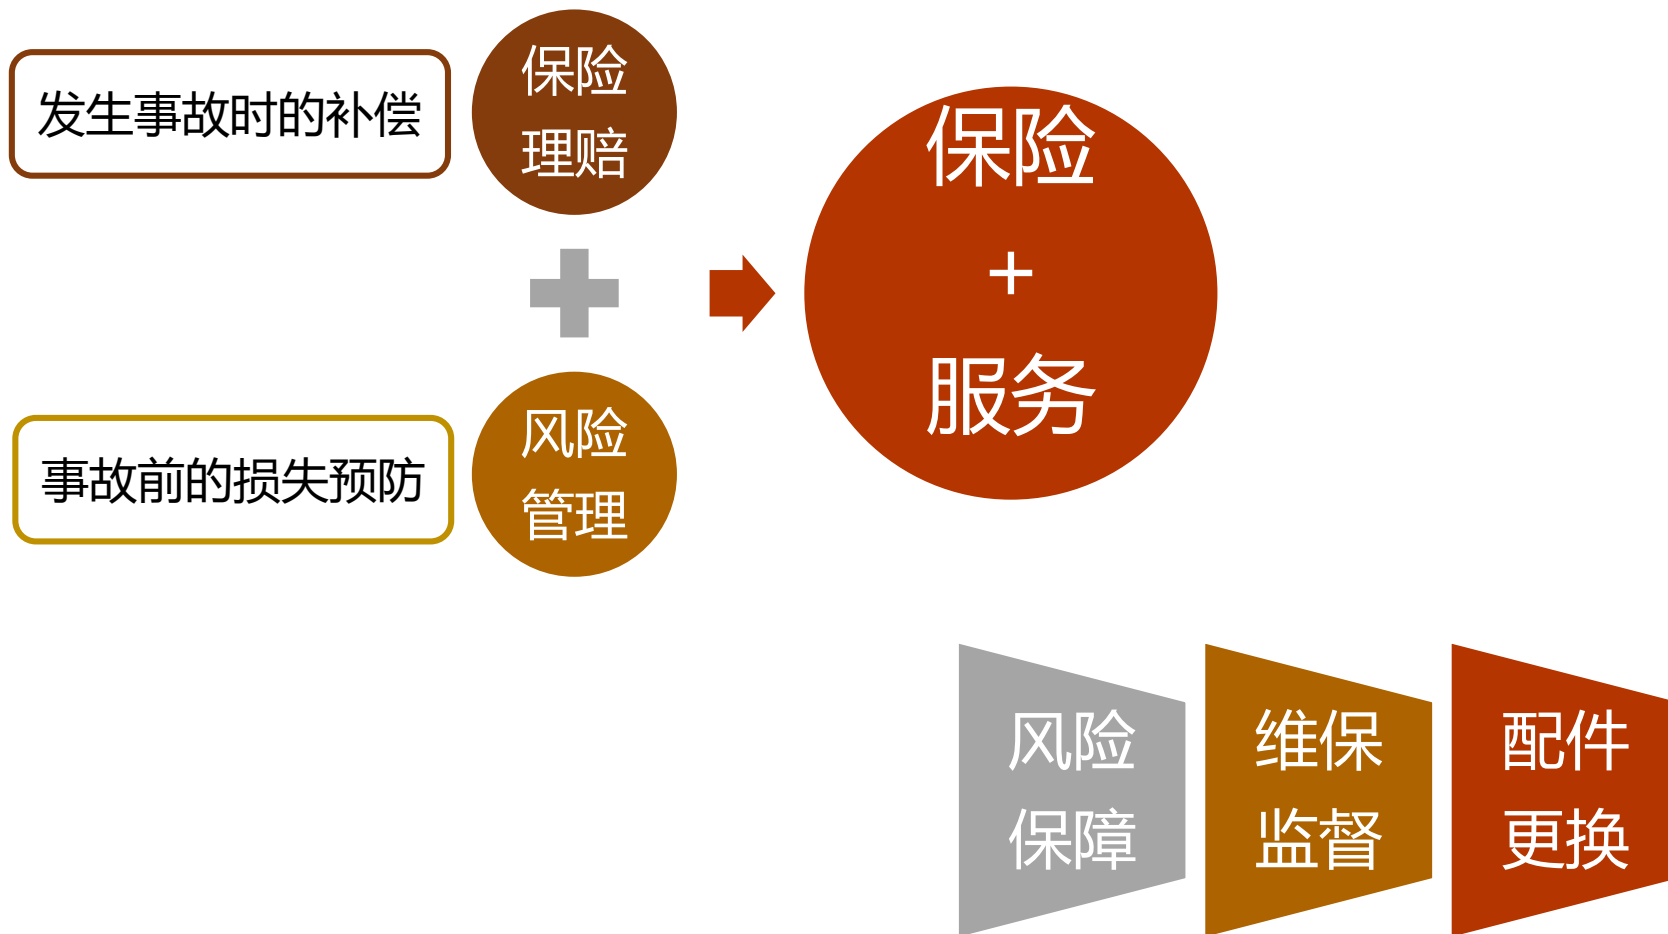 发生事故时的补偿
保险
理赔
事故前的损失预防
风险
管理
保险
+
服务
风险
保障
维保
监督
配件
更换